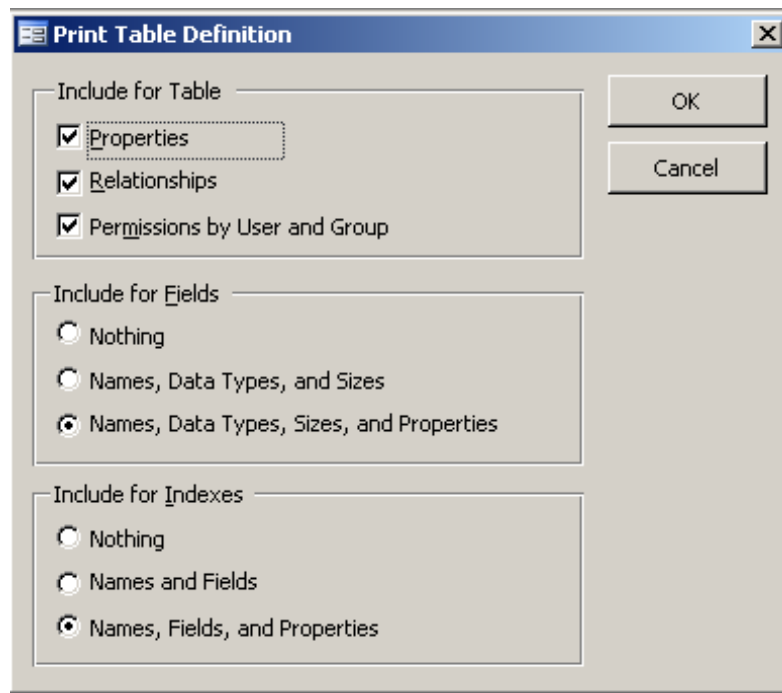 Print Table Definition
Include for Table
Properties
Relationships
Permissions by User and Group
OK
Cancel
Include for Fields
Nothing
Names, Data Types, and Sizes
Names, Data Types, Sizes, and Properties
Include for Indexes
Nothing
Names and Fields
Names, Fields, and Properties